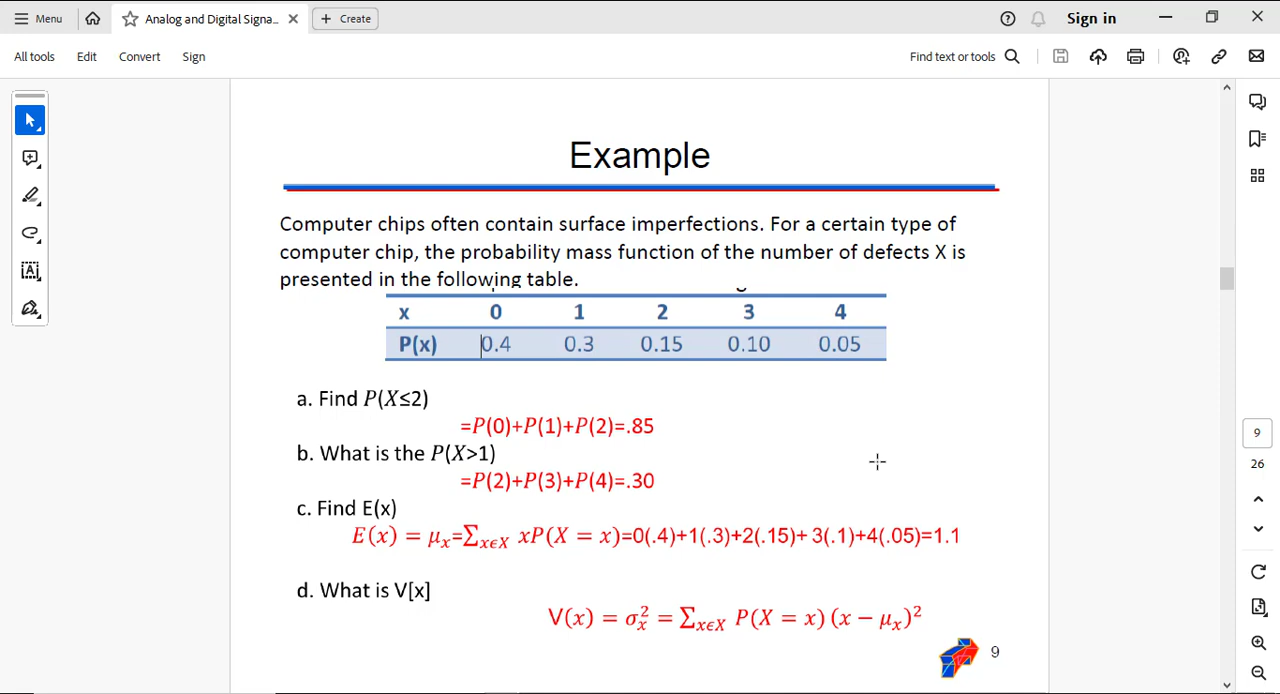 Menu
Analog and Digital Signa...
Create
Sign in
All tools
Edit
Convert
Sign
Find text or tools
Example
Computer chips often contain surface imperfections. For a certain type of
computer chip, the probability mass function of the number of defects X is
presented in the following table.
x 0 1 2 3 4
P(x) 0.4 0.3 0.15 0.10 0.05
a. Find P(X≤2)
=P(0)+P(1)+P(2)=.85
b. What is the P(X>1)
=P(2)+P(3)+P(4)=.30
c. Find E(x)
E(x) = μₓ=∑ₓϵX xP(X = x)=0(.4)+1(.3)+2(.15)+ 3(.1)+4(.05)=1.1
d. What is V[x]
V(x) = σₓ² = ∑ₓϵX P(X = x) (x − μₓ)²
9
9
26